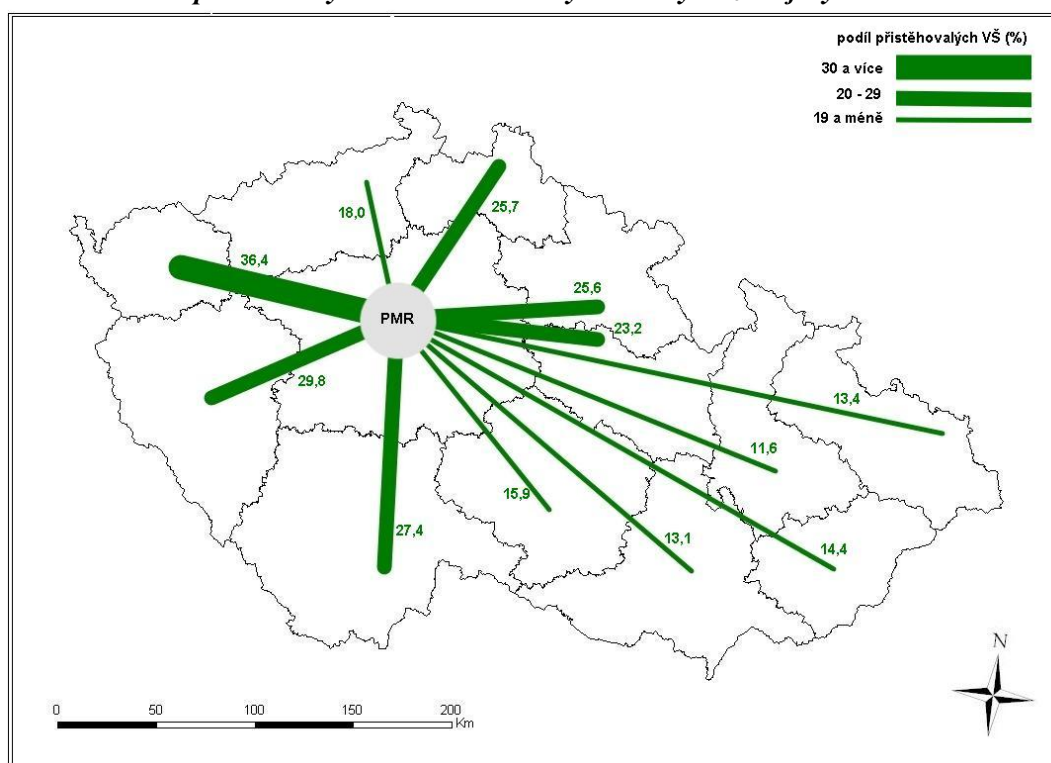 podíl přistěhovalých VŠ (%)
30 a více
20 - 29
19 a méně
18,0
25,7
36,4
25,6
PMR
23,2
29,8
13,4
11,6
15,9
27,4
13,1
14,4
N
0 50 100 150 200
Km